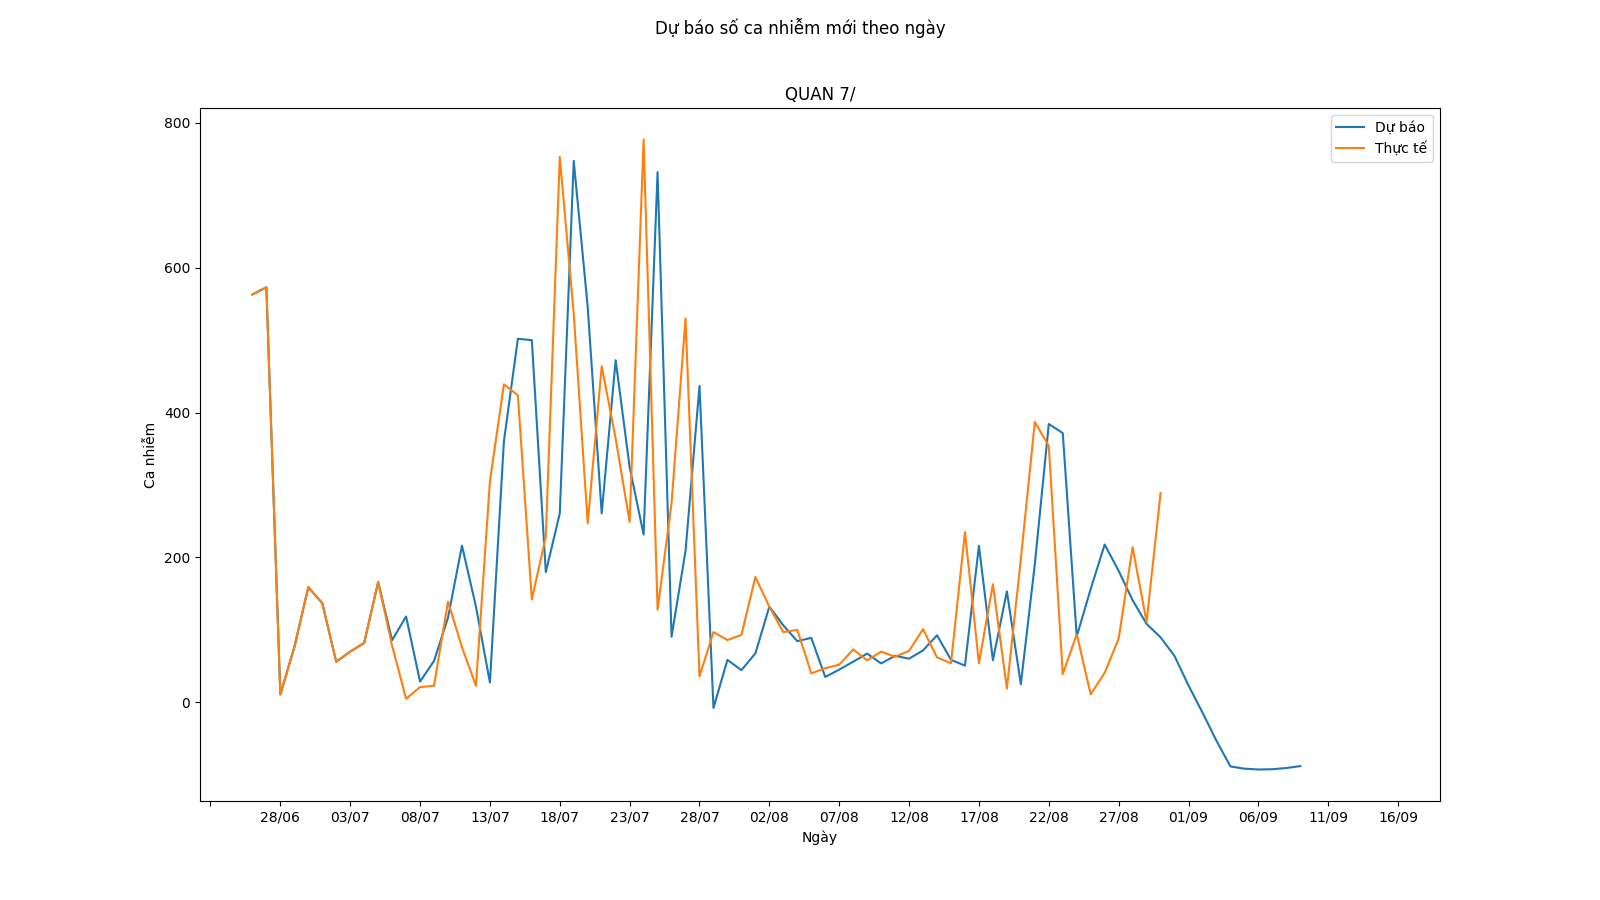 Dự báo số ca nhiễm mới theo ngày
QUAN 7/
Dự báo
Thực tế
800
600
400
200
0
Ca nhiễm
28/06 03/07 08/07 13/07 18/07 23/07 28/07 02/08 07/08 12/08 17/08 22/08 27/08 01/09 06/09 11/09 16/09
Ngày